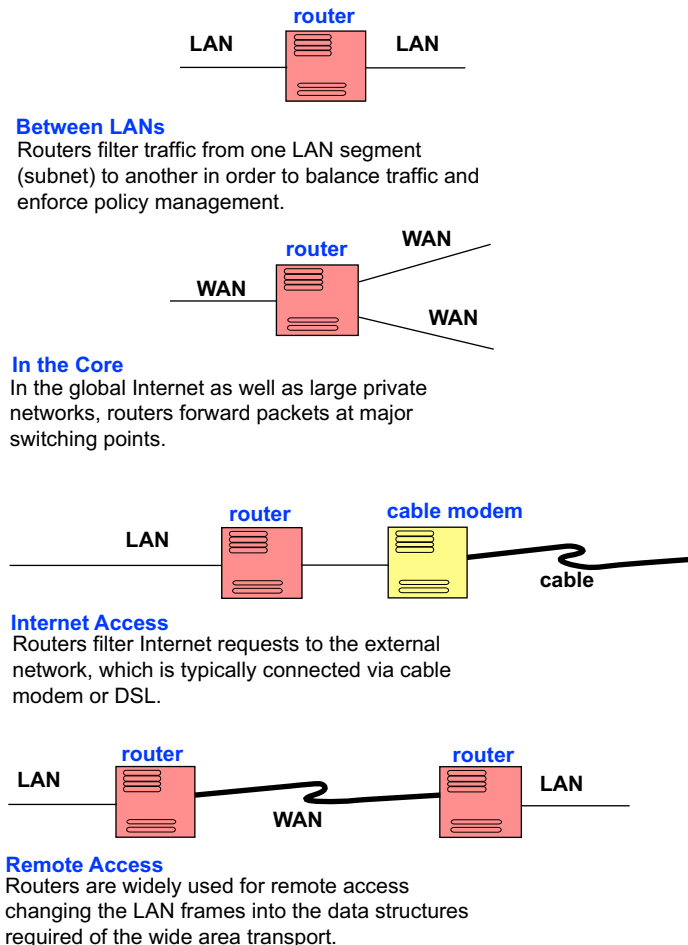 router
LAN LAN
Between LANs
Routers filter traffic from one LAN segment
(subnet) to another in order to balance traffic and
enforce policy management.
WAN
router
WAN
WAN
In the Core
In the global Internet as well as large private
networks, routers forward packets at major
switching points.
router cable modem
LAN
cable
Internet Access
Routers filter Internet requests to the external
network, which is typically connected via cable
modem or DSL.
router router
LAN LAN
WAN
Remote Access
Routers are widely used for remote access
changing the LAN frames into the data structures
required of the wide area transport.